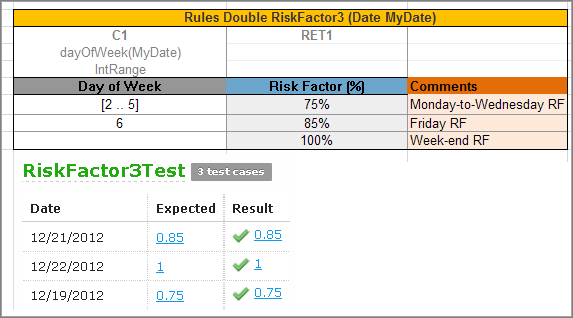 Rules Double RiskFactor3 (Date MyDate)
C1 RET1
dayOfWeek(MyDate)
IntRange
Day of Week Risk Factor (%) Comments
[2 .. 5] 75% Monday-to-Wednesday RF
6 85% Friday RF
100% Week-end RF
RiskFactor3Test 3 test cases
Date Expected Result
12/21/2012 0.85 0.85
12/22/2012 1 1
12/19/2012 0.75 0.75